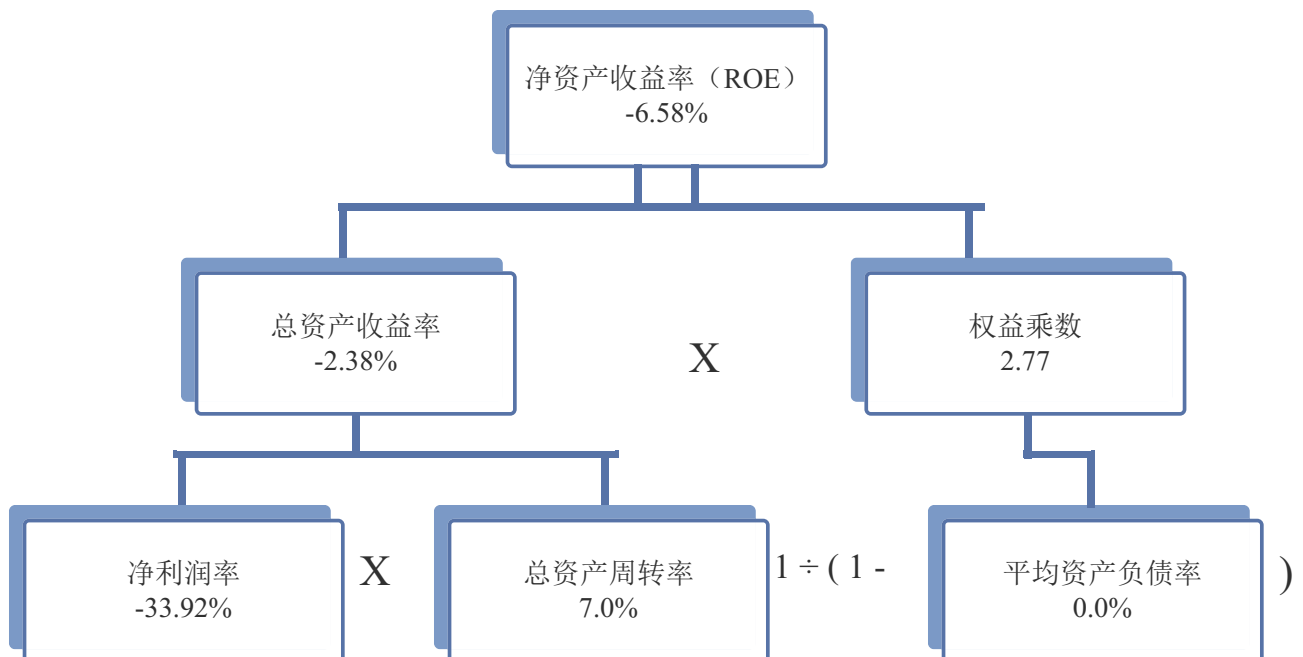 净资产收益率（ROE）
-6.58%
总资产收益率
-2.38%
X
权益乘数
2.77
净利润率
-33.92%
X
总资产周转率
7.0%
1 ÷ ( 1 -
平均资产负债率
0.0%
)